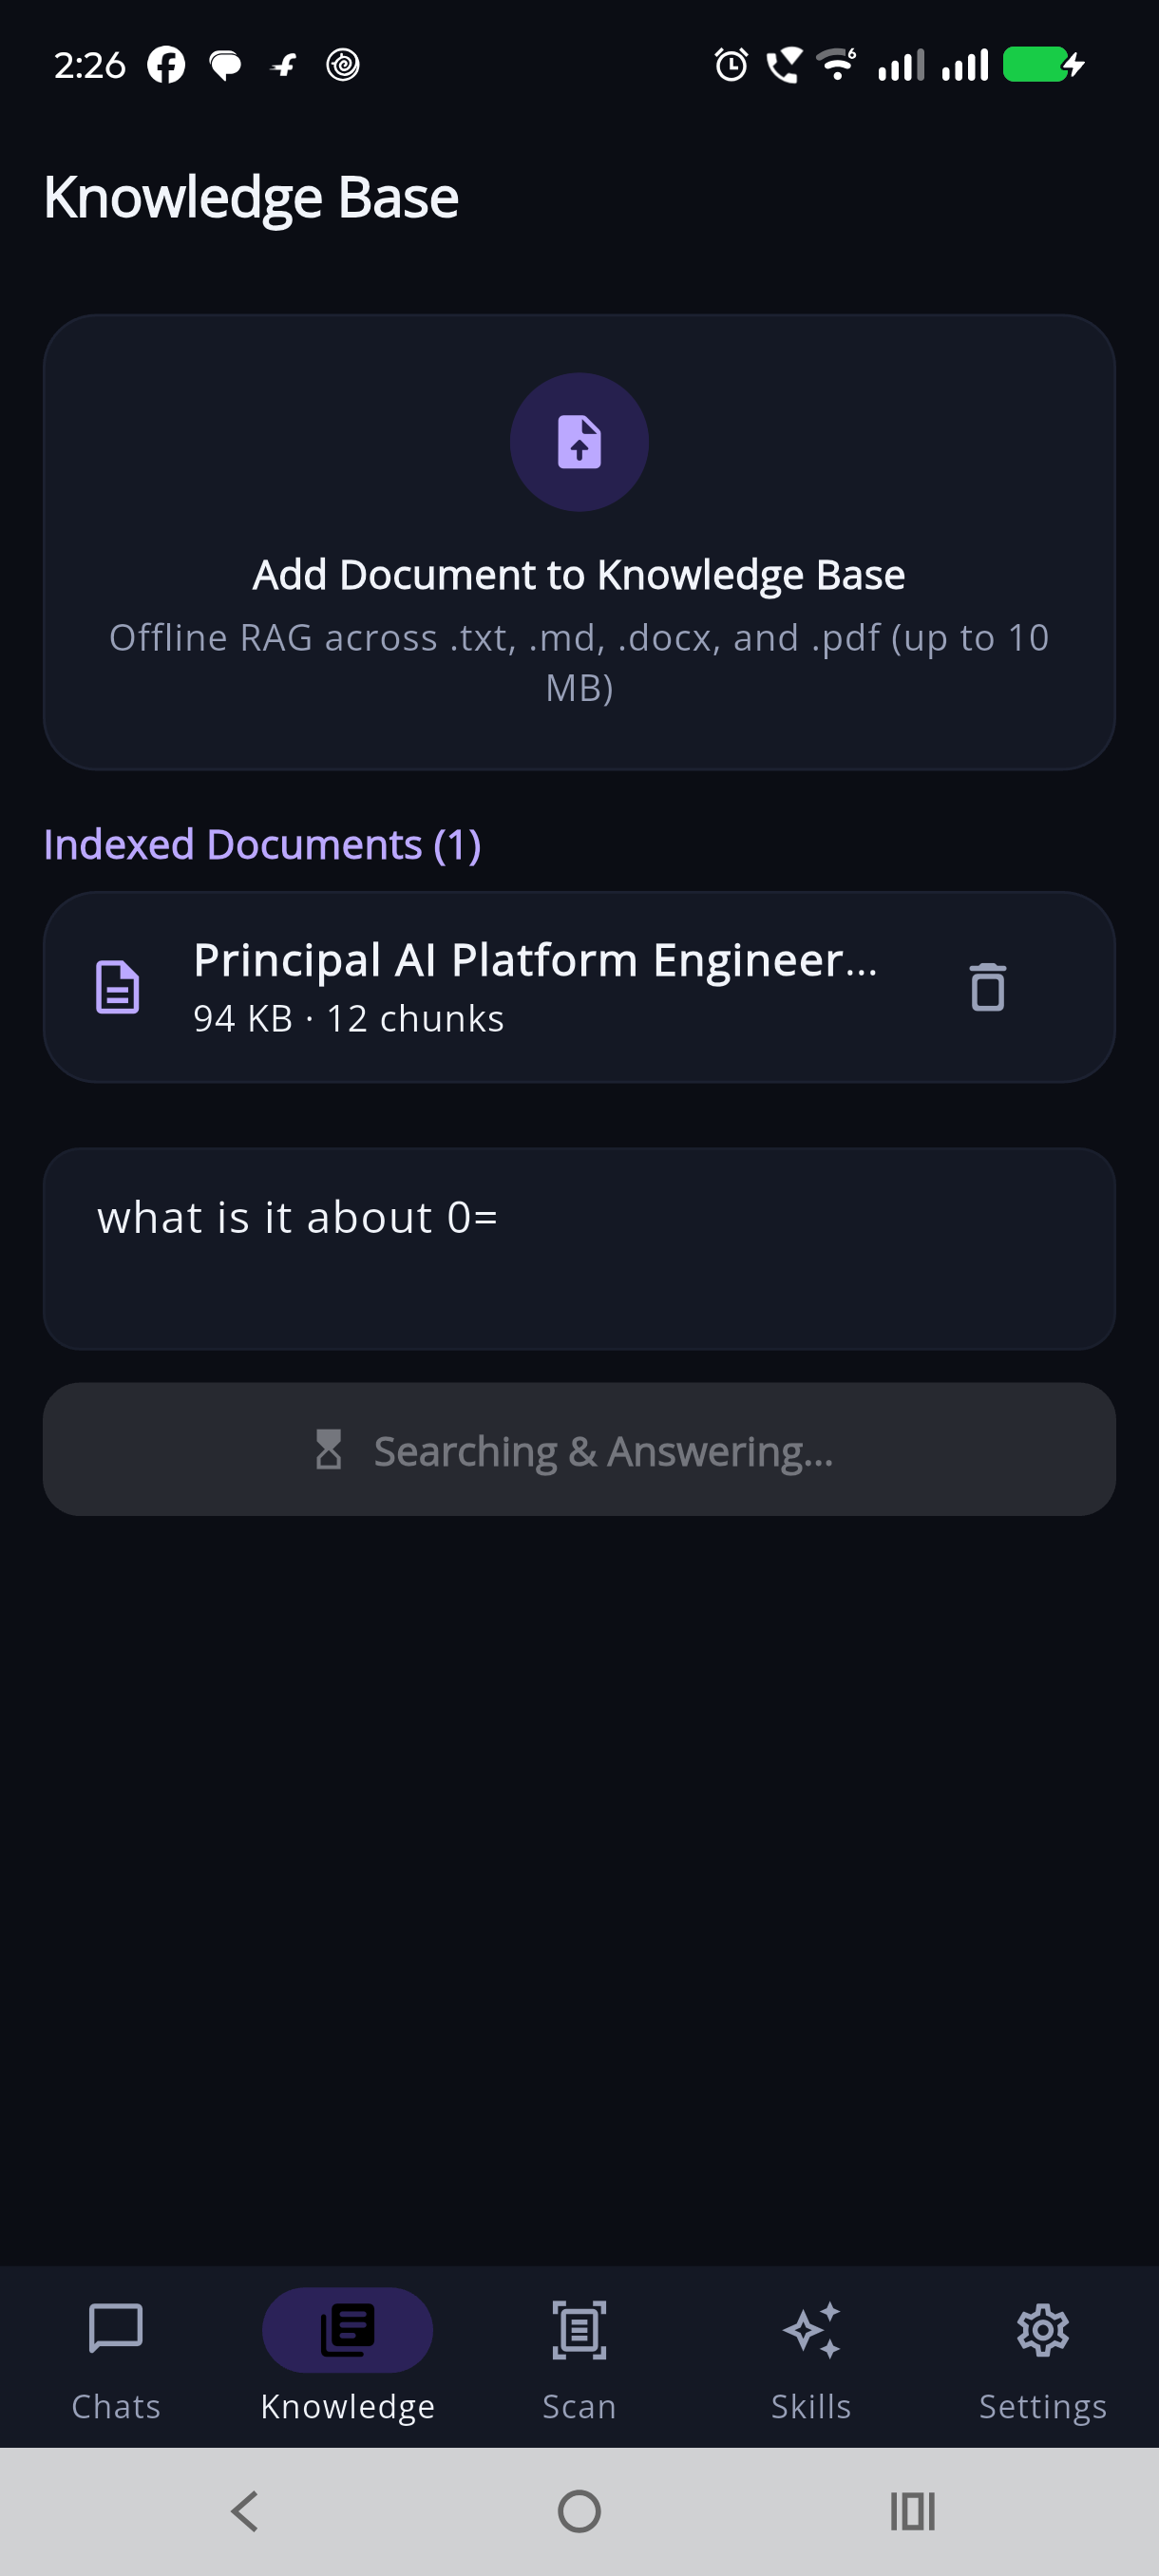 2:26
6
Knowledge Base
Add Document to Knowledge Base
Offline RAG across .txt, .md, .docx, and .pdf (up to 10
MB)
Indexed Documents (1)
Principal AI Platform Engineer...
94 KB · 12 chunks
what is it about 0=
Searching & Answering...
Chats
Knowledge
Scan
Skills
Settings